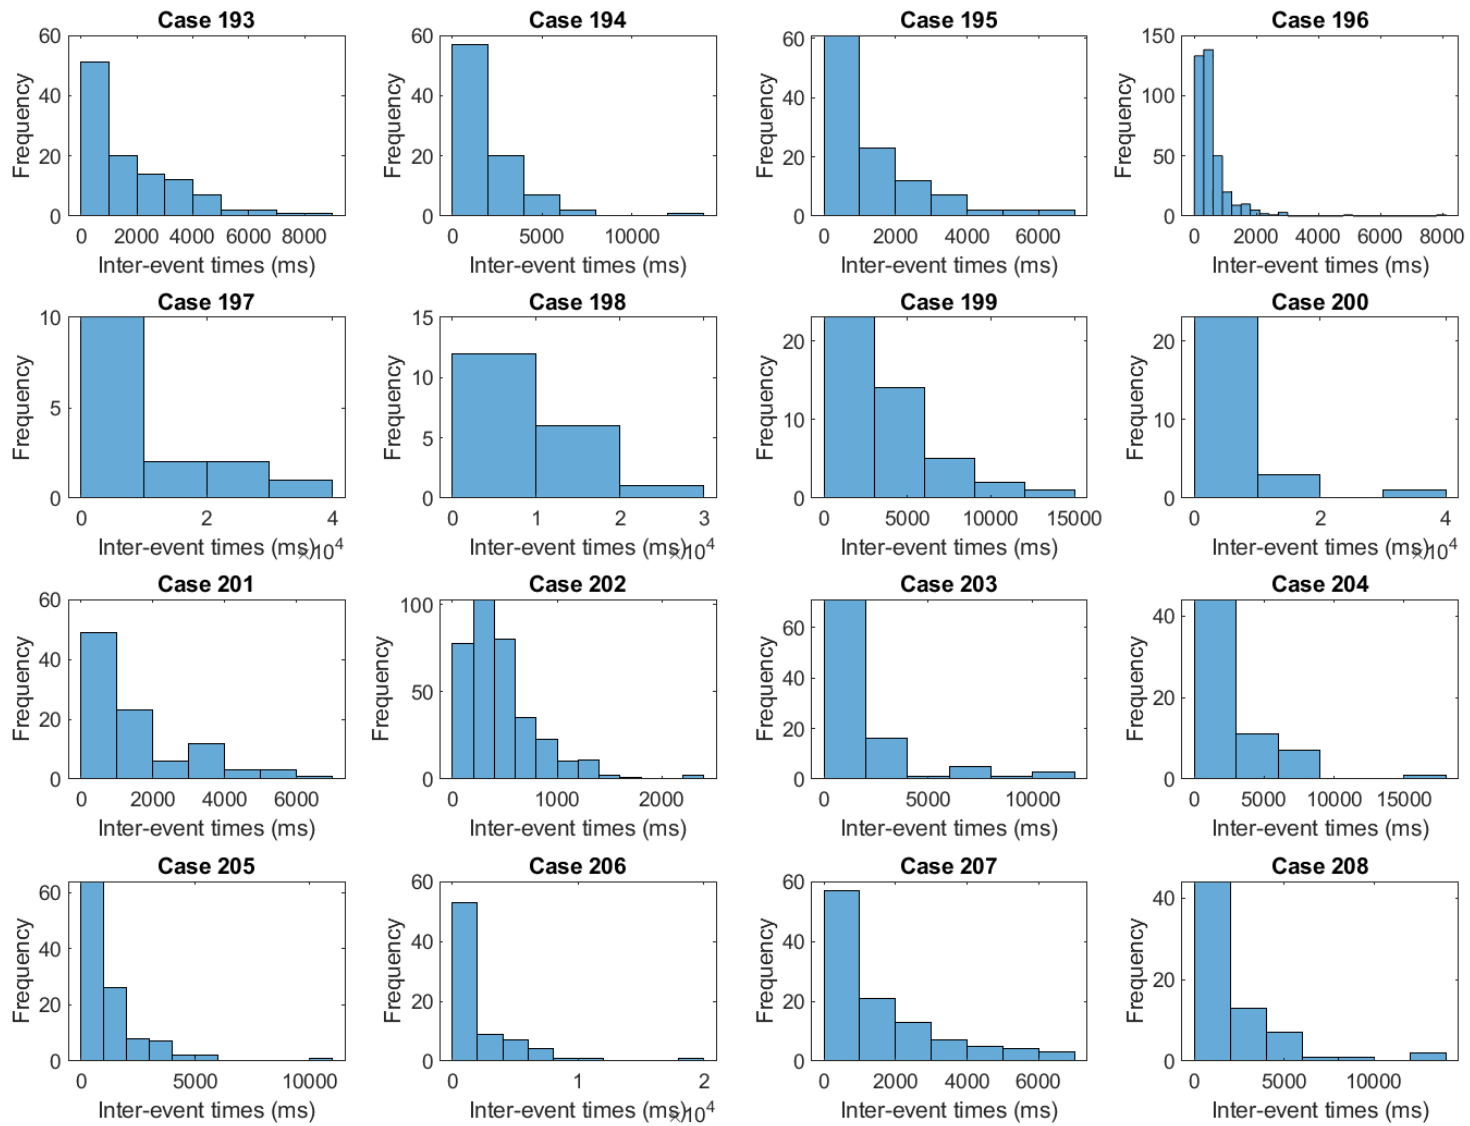 Case 193
Case 194
Case 195
Case 196
Frequency
60
40
20
0
0 2000 4000 6000 8000
Inter-event times (ms)
Frequency
60
40
20
0
0 5000 10000
Inter-event times (ms)
Frequency
60
40
20
0
0 2000 4000 6000
Inter-event times (ms)
Frequency
150
100
50
0
0 2000 4000 6000 8000
Inter-event times (ms)
Case 197
Case 198
Case 199
Case 200
Frequency
10
5
0
0 2 4
Inter-event times (ms)
×10^4
Frequency
15
10
5
0
0 1 2 3
Inter-event times (ms)
×10^4
Frequency
20
10
0
0 5000 10000 15000
Inter-event times (ms)
Frequency
20
10
0
0 2 4
Inter-event times (ms)
×10^4
Case 201
Case 202
Case 203
Case 204
Frequency
60
40
20
0
0 2000 4000 6000
Inter-event times (ms)
Frequency
100
50
0
0 1000 2000
Inter-event times (ms)
Frequency
60
40
20
0
0 5000 10000
Inter-event times (ms)
Frequency
40
20
0
0 5000 10000 15000
Inter-event times (ms)
Case 205
Case 206
Case 207
Case 208
Frequency
60
40
20
0
0 5000 10000
Inter-event times (ms)
Frequency
60
40
20
0
0 1 2
Inter-event times (ms)
×10^4
Frequency
60
40
20
0
0 2000 4000 6000
Inter-event times (ms)
Frequency
40
20
0
0 5000 10000
Inter-event times (ms)